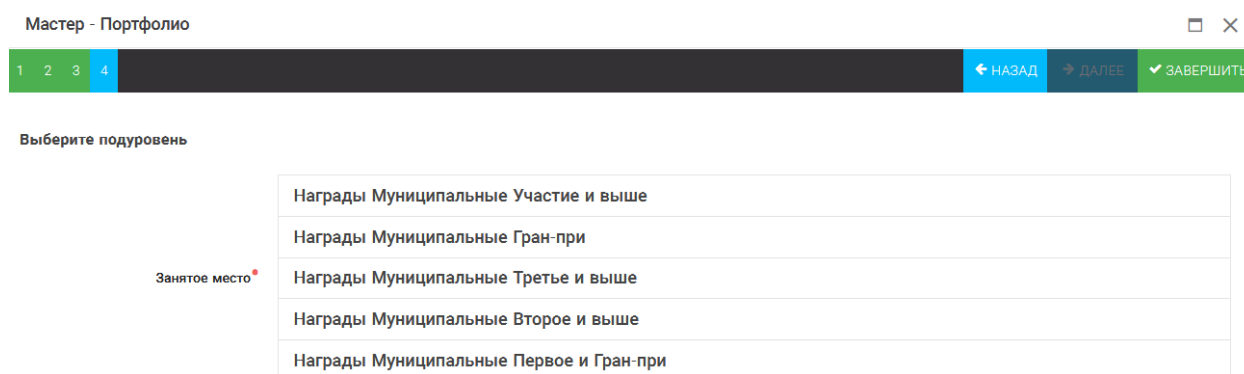 Мастер - Портфолио
1 2 3 4 НАЗАД ДАЛЕЕ ЗАВЕРШИТЬ
Выберите подуровень
Награды Муниципальные Участие и выше
Награды Муниципальные Гран-при
Занятое место
Награды Муниципальные Третье и выше
Награды Муниципальные Второе и выше
Награды Муниципальные Первое и Гран-при